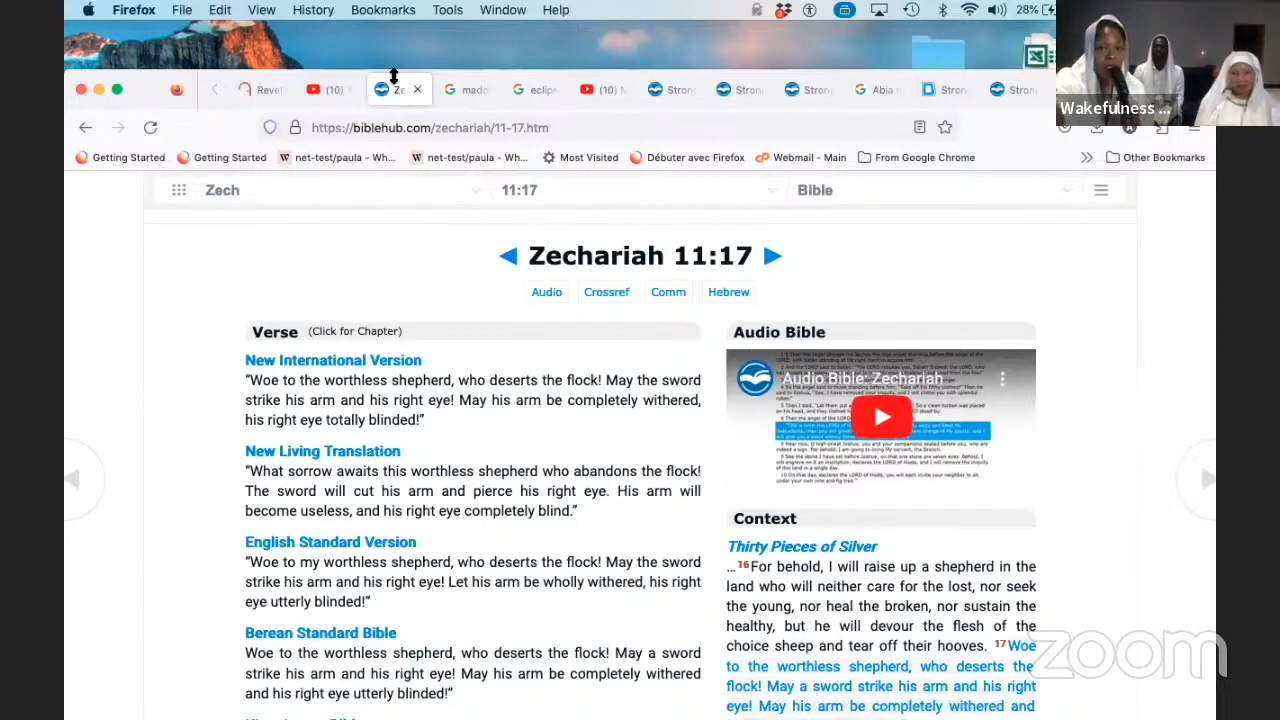 Firefox File Edit View History Bookmarks Tools Window Help 28%
Reve (10) Ze: mado eclips (10) Stron Stron Stron Abia Stron Stron
https://biblehub.com/zechariah/11-17.htm
Getting Started Getting Started net-test/paula - Wh... net-test/paula - Wh... Most Visited Débuter avec Firefox Webmail - Main From Google Chrome Other Bookmarks
Wakefulness ...
Zech 11:17 Bible
Zechariah 11:17
Audio Crossref Comm Hebrew
Verse (Click for Chapter)
New International Version
“Woe to the worthless shepherd, who deserts the flock! May the sword
strike his arm and his right eye! May his arm be completely withered,
his right eye totally blinded!”
New Living Translation
“What sorrow awaits this worthless shepherd who abandons the flock!
The sword will cut his arm and pierce his right eye. His arm will
become useless, and his right eye completely blind.”
English Standard Version
“Woe to my worthless shepherd, who deserts the flock! May the sword
strike his arm and his right eye! Let his arm be wholly withered, his right
eye utterly blinded!”
Berean Standard Bible
Woe to the worthless shepherd, who deserts the flock! May a sword
strike his arm and his right eye! May his arm be completely withered
and his right eye utterly blinded!”
Audio Bible
Audio Bible: Zechariah
Context
Thirty Pieces of Silver
...16For behold, I will raise up a shepherd in the
land who will neither care for the lost, nor seek
the young, nor heal the broken, nor sustain the
healthy, but he will devour the flesh of the
choice sheep and tear off their hooves. 17Woe
to the worthless shepherd, who deserts the
flock! May a sword strike his arm and his right
eye! May his arm be completely withered and
zoom